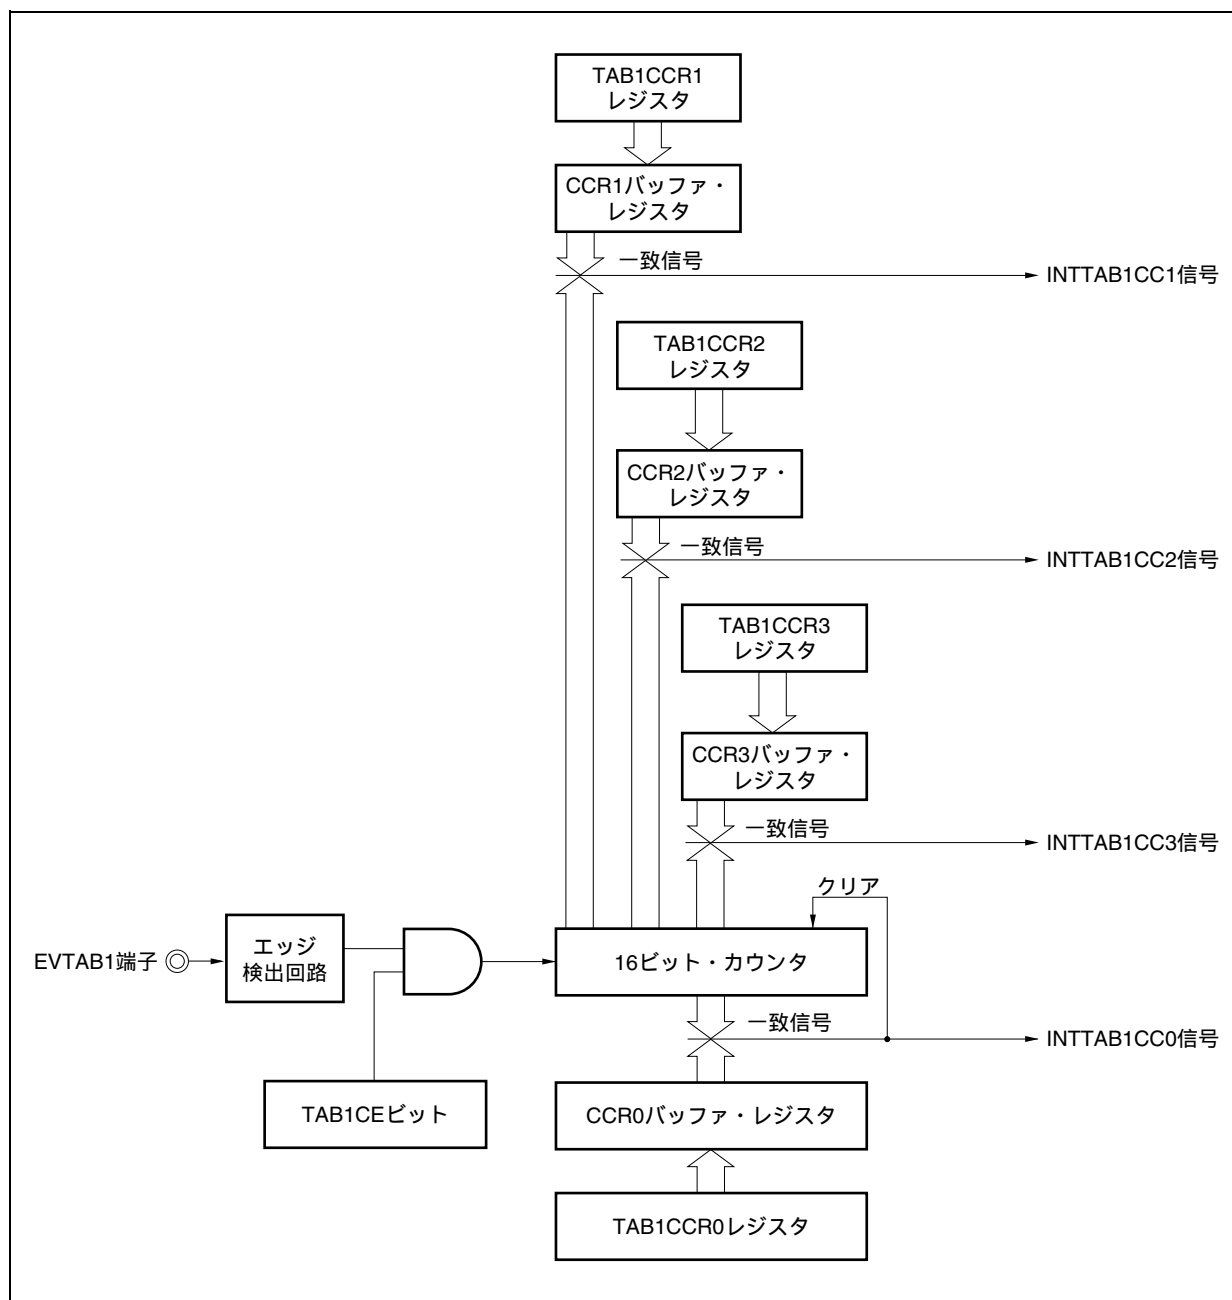 TAB1CCR1
レジスタ
CCR1バッファ・
レジスタ
一致信号
INTTAB1CC1信号
TAB1CCR2
レジスタ
CCR2バッファ・
レジスタ
一致信号
INTTAB1CC2信号
TAB1CCR3
レジスタ
CCR3バッファ・
レジスタ
一致信号
INTTAB1CC3信号
クリア
EVTAB1端子
エッジ
検出回路
16ビット・カウンタ
一致信号
INTTAB1CC0信号
TAB1CEビット
CCR0バッファ・レジスタ
TAB1CCR0レジスタ